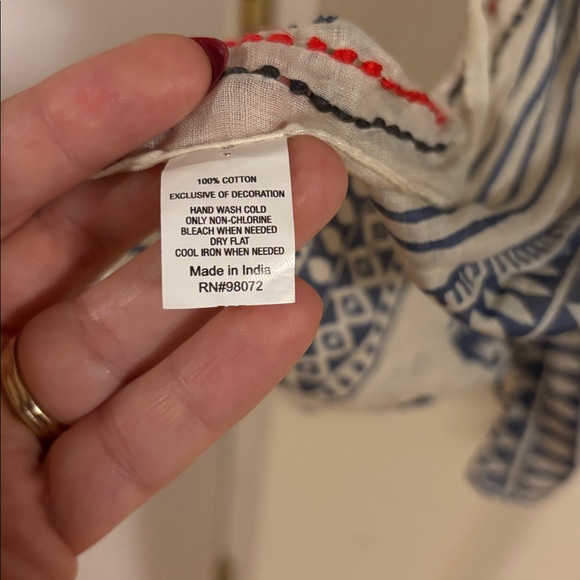 100% COTTON
EXCLUSIVE OF DECORATION
HAND WASH COLD
ONLY NON-CHLORINE
BLEACH WHEN NEEDED
DRY FLAT
COOL IRON WHEN NEEDED
Made in India
RN#98072